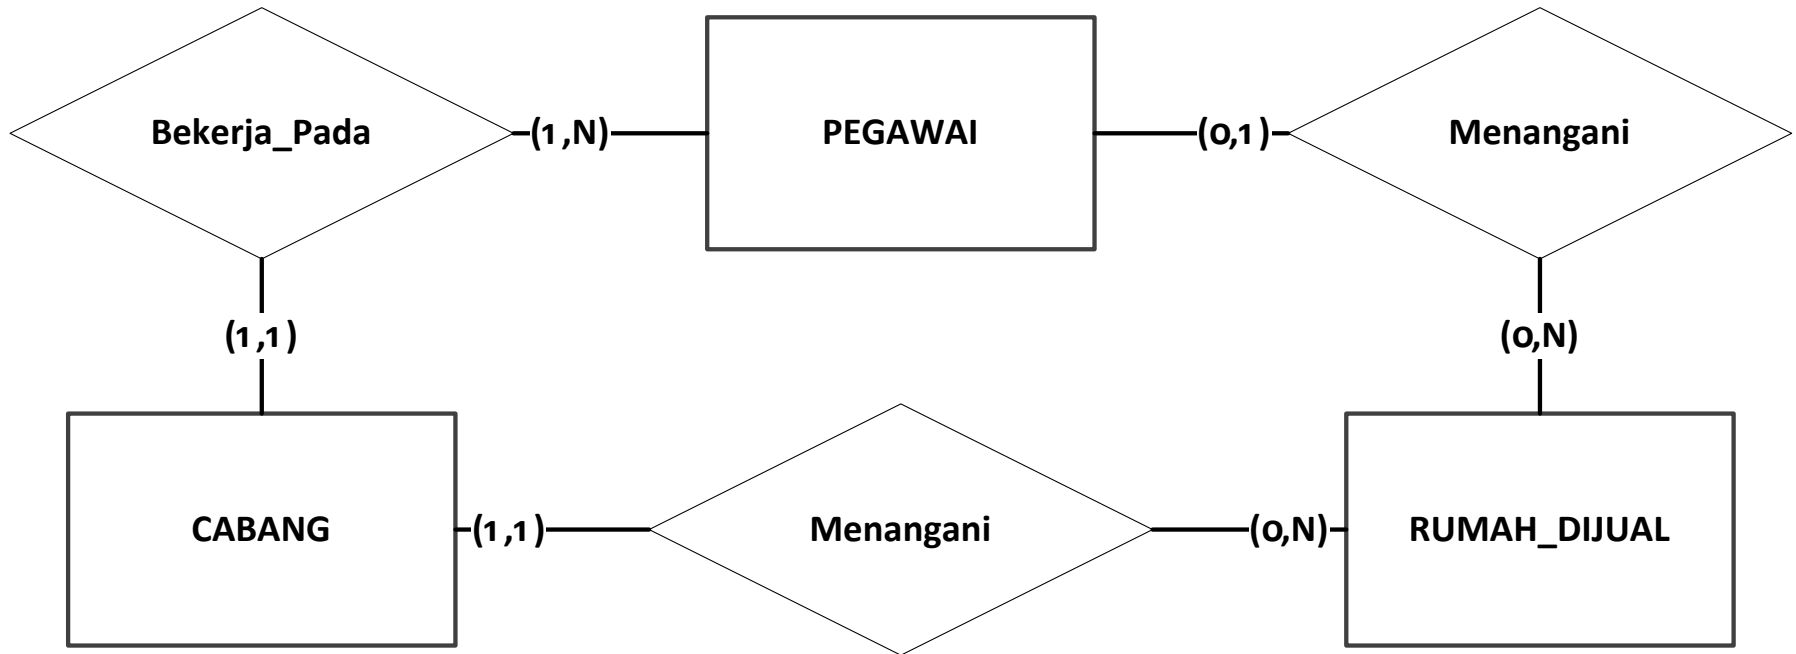 Bekerja_Pada
(1,N)
PEGAWAI
(0,1)
Menangani
(1,1)
(0,N)
CABANG
(1,1)
Menangani
(0,N)
RUMAH_DIJUAL